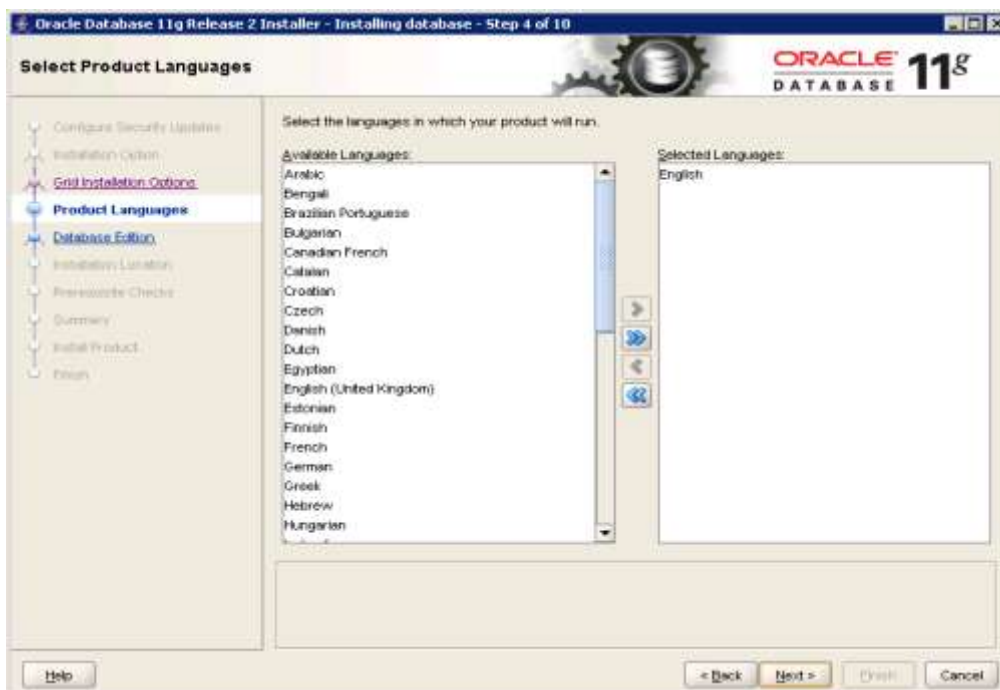 Oracle Database 11g Release 2 Installer - Installing database - Step 4 of 10
Select Product Languages
ORACLE 11g
DATABASE
Configure Security Updates
Installation Option
Grid Installation Options
Product Languages
Database Edition
Installation Location
Prerequisite Checks
Summary
Install Product
Finish
Select the languages in which your product will run.
Available Languages:
Arabic
Bengali
Brazilian Portuguese
Bulgarian
Canadian French
Catalan
Croatian
Czech
Danish
Dutch
Egyptian
English (United Kingdom)
Estonian
Finnish
French
German
Greek
Hebrew
Hungarian
Selected Languages:
English
Help
< Back
Next >
Finish
Cancel